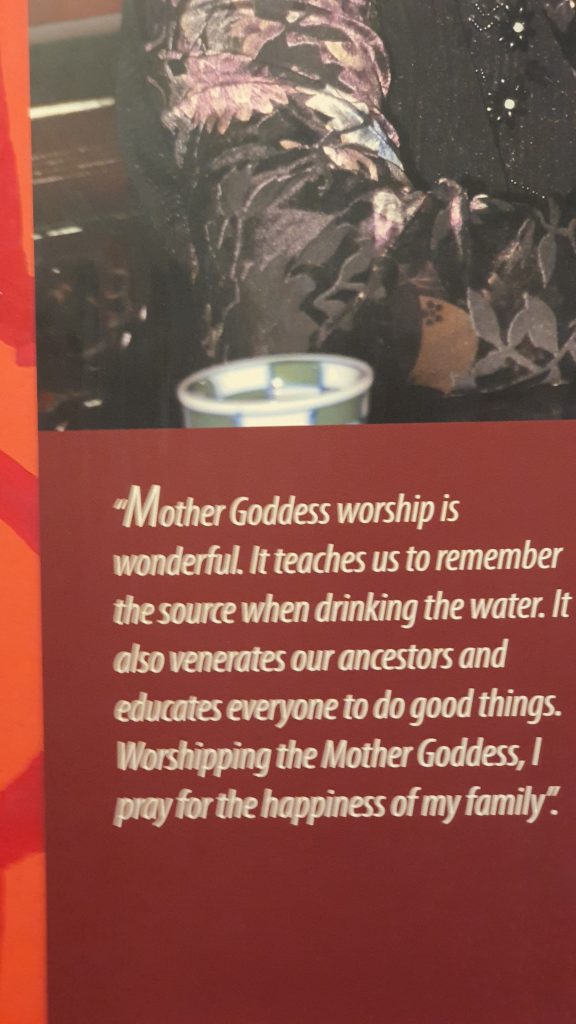 “Mother Goddess worship is
wonderful. It teaches us to remember
the source when drinking the water. It
also venerates our ancestors and
educates everyone to do good things.
Worshipping the Mother Goddess, I
pray for the happiness of my family”.